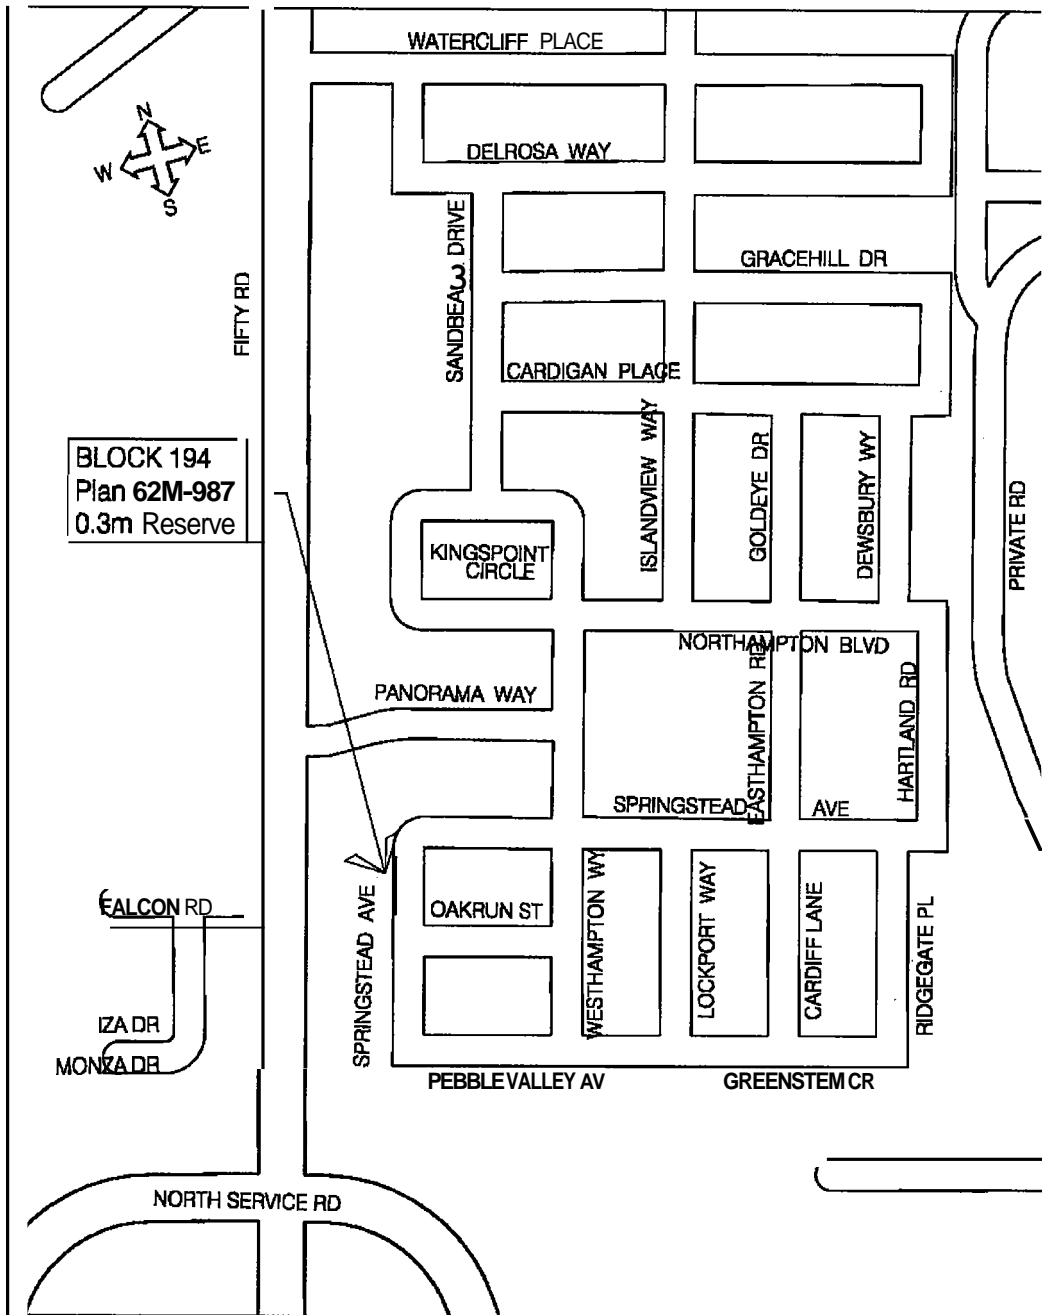 WATERCLIFF PLACE
N
E
W
S
DELROSA WAY
SANDBEACH DRIVE
GRACEHILL DR
FIFTY RD
CARDIGAN PLACE
BLOCK 194
Plan 62M-987
0.3m Reserve
ISLANDVIEW WAY
GOLDEYE DR
DEWSBURY WY
PRIVATE RD
KINGSPOINT
CIRCLE
NORTHAMPTON BLVD
PANORAMA WAY
EASTHAMPTON RD
HARTLAND RD
SPRINGSTEAD AVE
FALCON RD
SPRINGSTEAD AVE
OAKRUN ST
WESTHAMPTON WY
LOCKPORT WAY
CARDIFF LANE
RIDGEGATE PL
IZA DR
MONZA DR
PEBBLEVALLEY AV
GREENSTEM CR
NORTH SERVICE RD